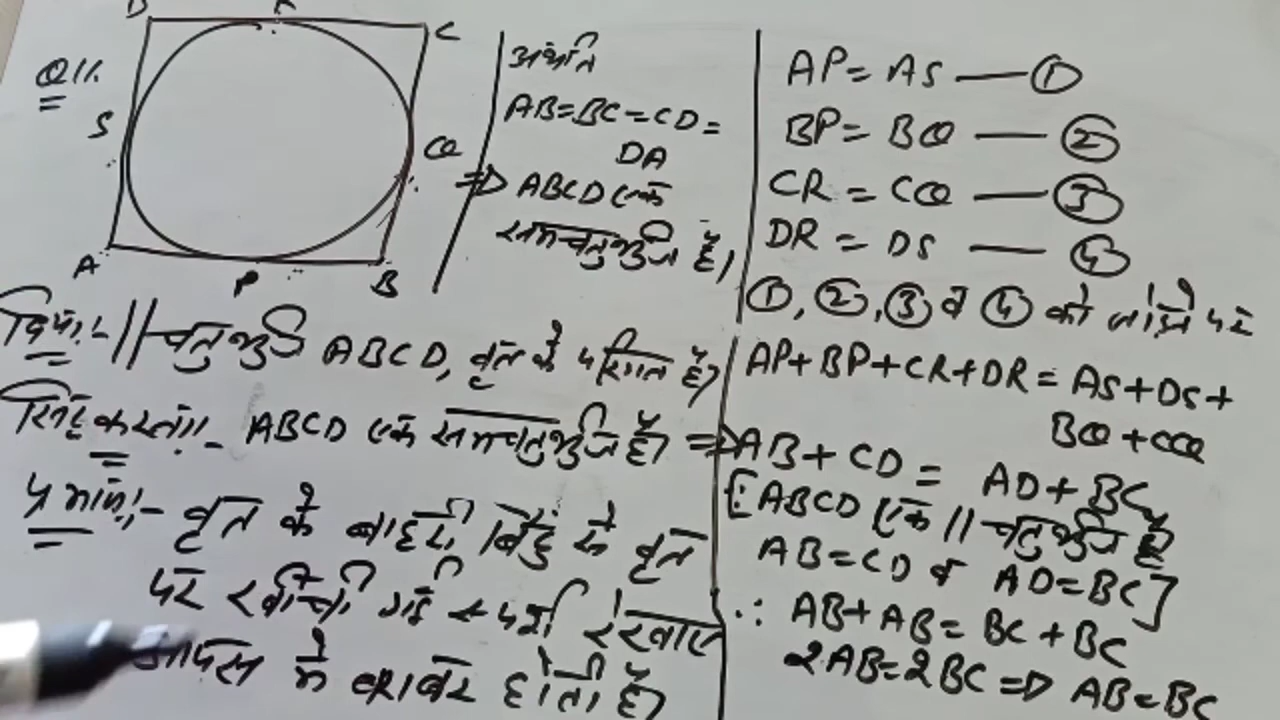 D R
C
Q11.
S
Q
A
P B
दिया:- ||चतुर्भुज ABCD, वृत के परिगत है।
सिद्ध करना:- ABCD एक समचतुर्भुज है।
प्रमाण:- वृत के बाहरी बिंदु से वृत
पर खींची गई स्पर्श रेखाएं
आपस में बराबर होती है।
AP = AS — ①
BP = BQ — ②
CR = CQ — ③
DR = DS — ④
①, ②, ③ व ④ को जोड़ने पर
AP+BP+CR+DR = AS+DS+
BQ+CQ
⇒ AB + CD = AD + BC
[∵ ABCD एक || चतुर्भुज है
AB = CD व AD = BC]
∴ AB + AB = BC + BC
2AB = 2BC ⇒ AB = BC
अर्थात
AB = BC = CD =
DA
⇒ ABCD एक
समचतुर्भुज है।